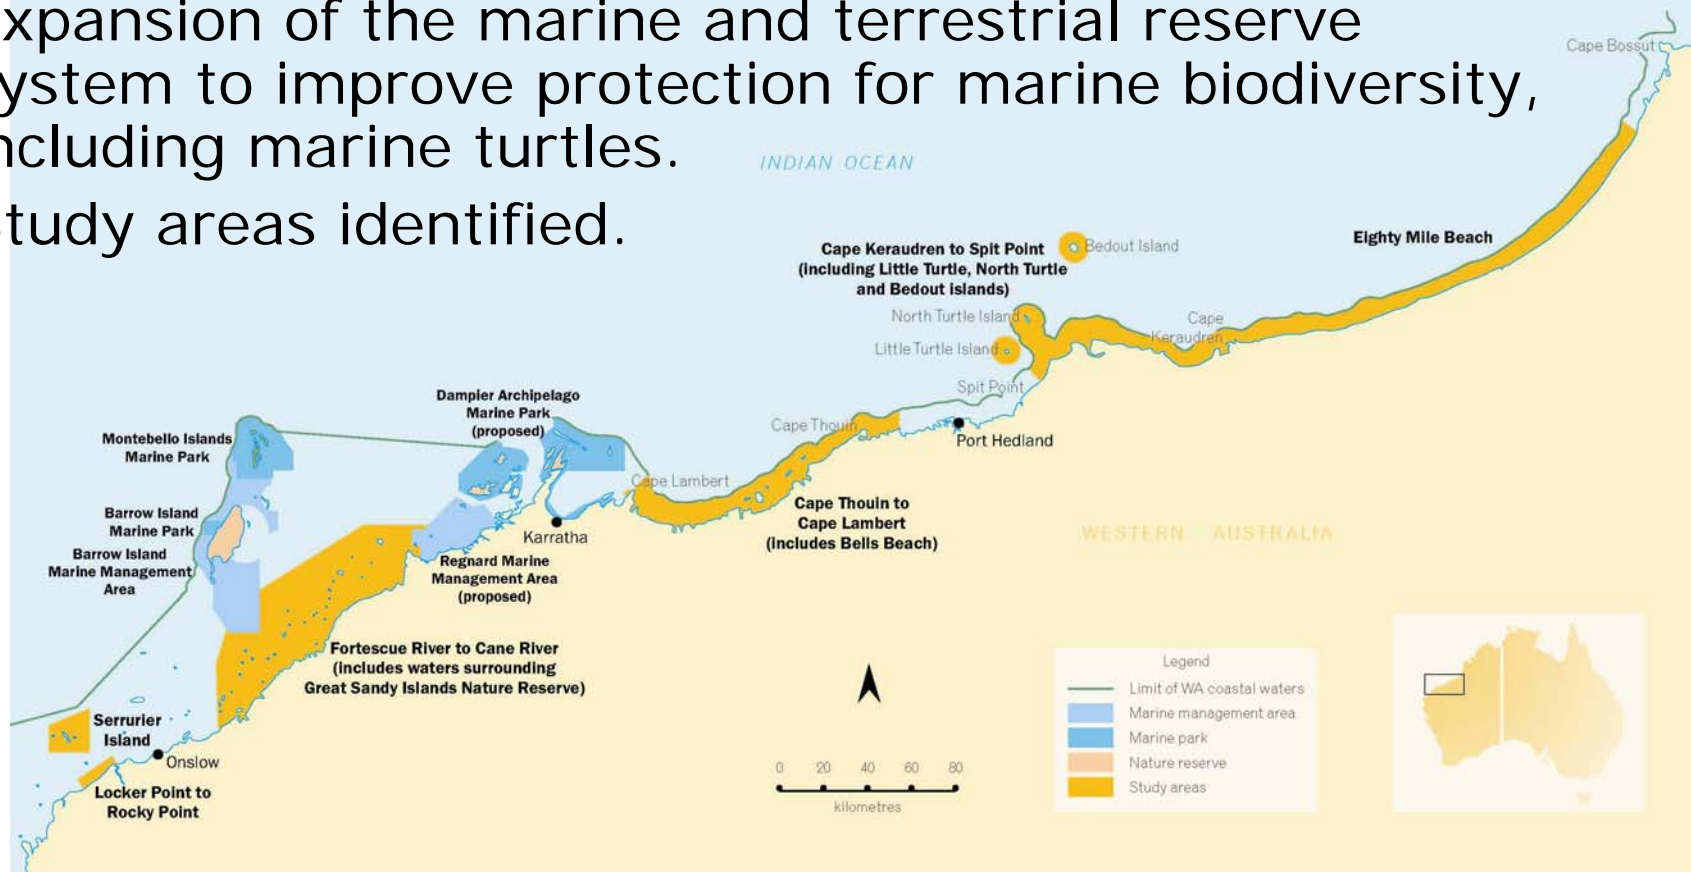 xpansion of the marine and terrestrial reserve
ystem to improve protection for marine biodiversity,
ncluding marine turtles.
tudy areas identified.
Cape Bossut
INDIAN OCEAN
Eighty Mile Beach
Cape Keraudren to Spit Point
(including Little Turtle, North Turtle
and Bedout islands)
Bedout Island
North Turtle Island
Little Turtle Island
Cape
Keraudren
Spit Point
Dampier Archipelago
Marine Park
(proposed)
Cape Thouin
Port Hedland
Montebello Islands
Marine Park
Cape Lambert
Cape Thouin to
Cape Lambert
(includes Bells Beach)
Barrow Island
Marine Park
Barrow Island
Marine Management
Area
Karratha
Regnard Marine
Management Area
(proposed)
WESTERN AUSTRALIA
Fortescue River to Cane River
(includes waters surrounding
Great Sandy Islands Nature Reserve)
Serrurier
Island
Onslow
Locker Point to
Rocky Point
0 20 40 60 80
kilometres
Legend
Limit of WA coastal waters
Marine management area
Marine park
Nature reserve
Study areas